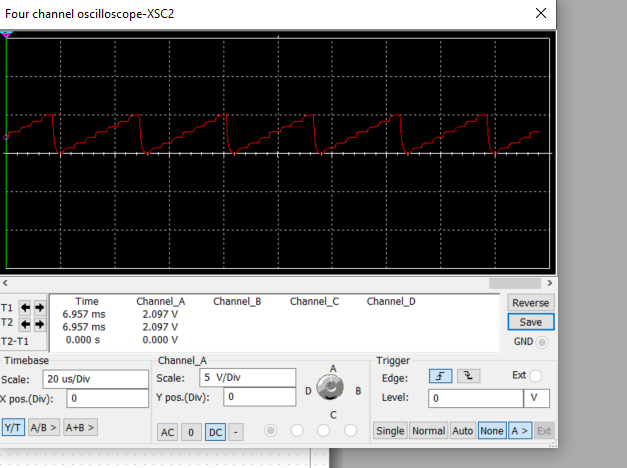 Four channel oscilloscope-XSC2
Time Channel_A Channel_B Channel_C Channel_D
T1 6.957 ms 2.097 V
T2 6.957 ms 2.097 V
T2-T1 0.000 s 0.000 V
Reverse
Save
GND
Timebase
Scale: 20 us/Div
X pos.(Div): 0
Y/T A/B > A+B >
Channel_A
Scale: 5 V/Div
Y pos.(Div): 0
AC 0 DC -
A
D B
C
Trigger
Edge: Ext
Level: 0 V
Single Normal Auto None A > Ext